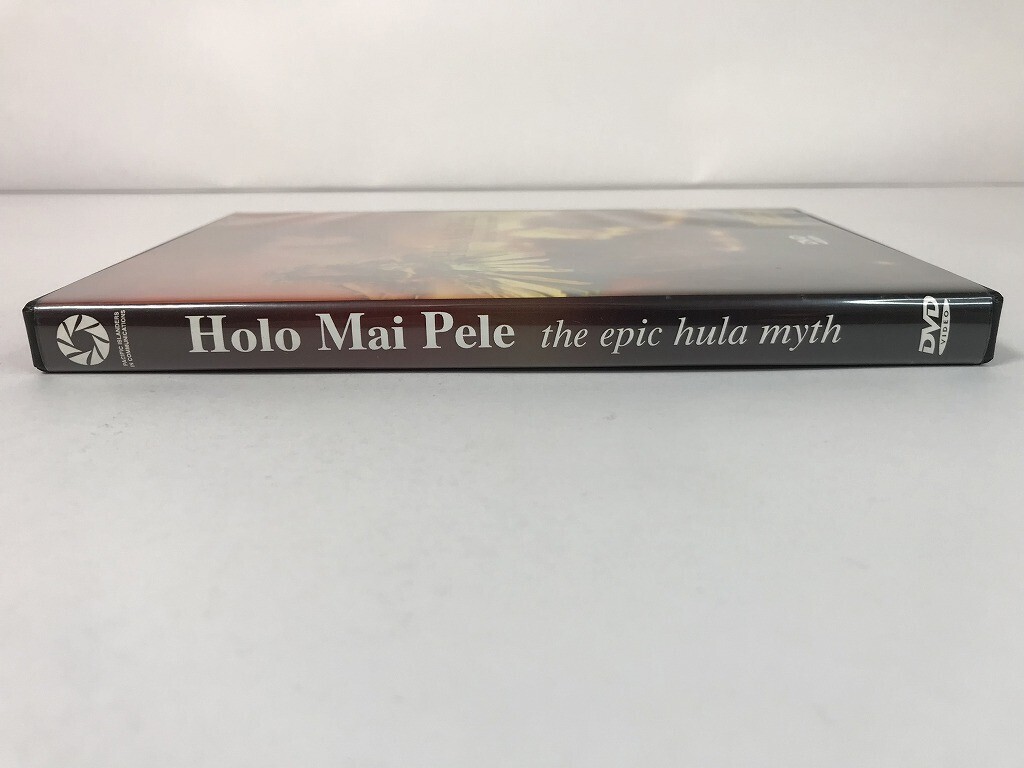 PACIFIC ISLANDERS
IN COMMUNICATIONS
Holo Mai Pele the epic hula myth
DVD
VIDEO